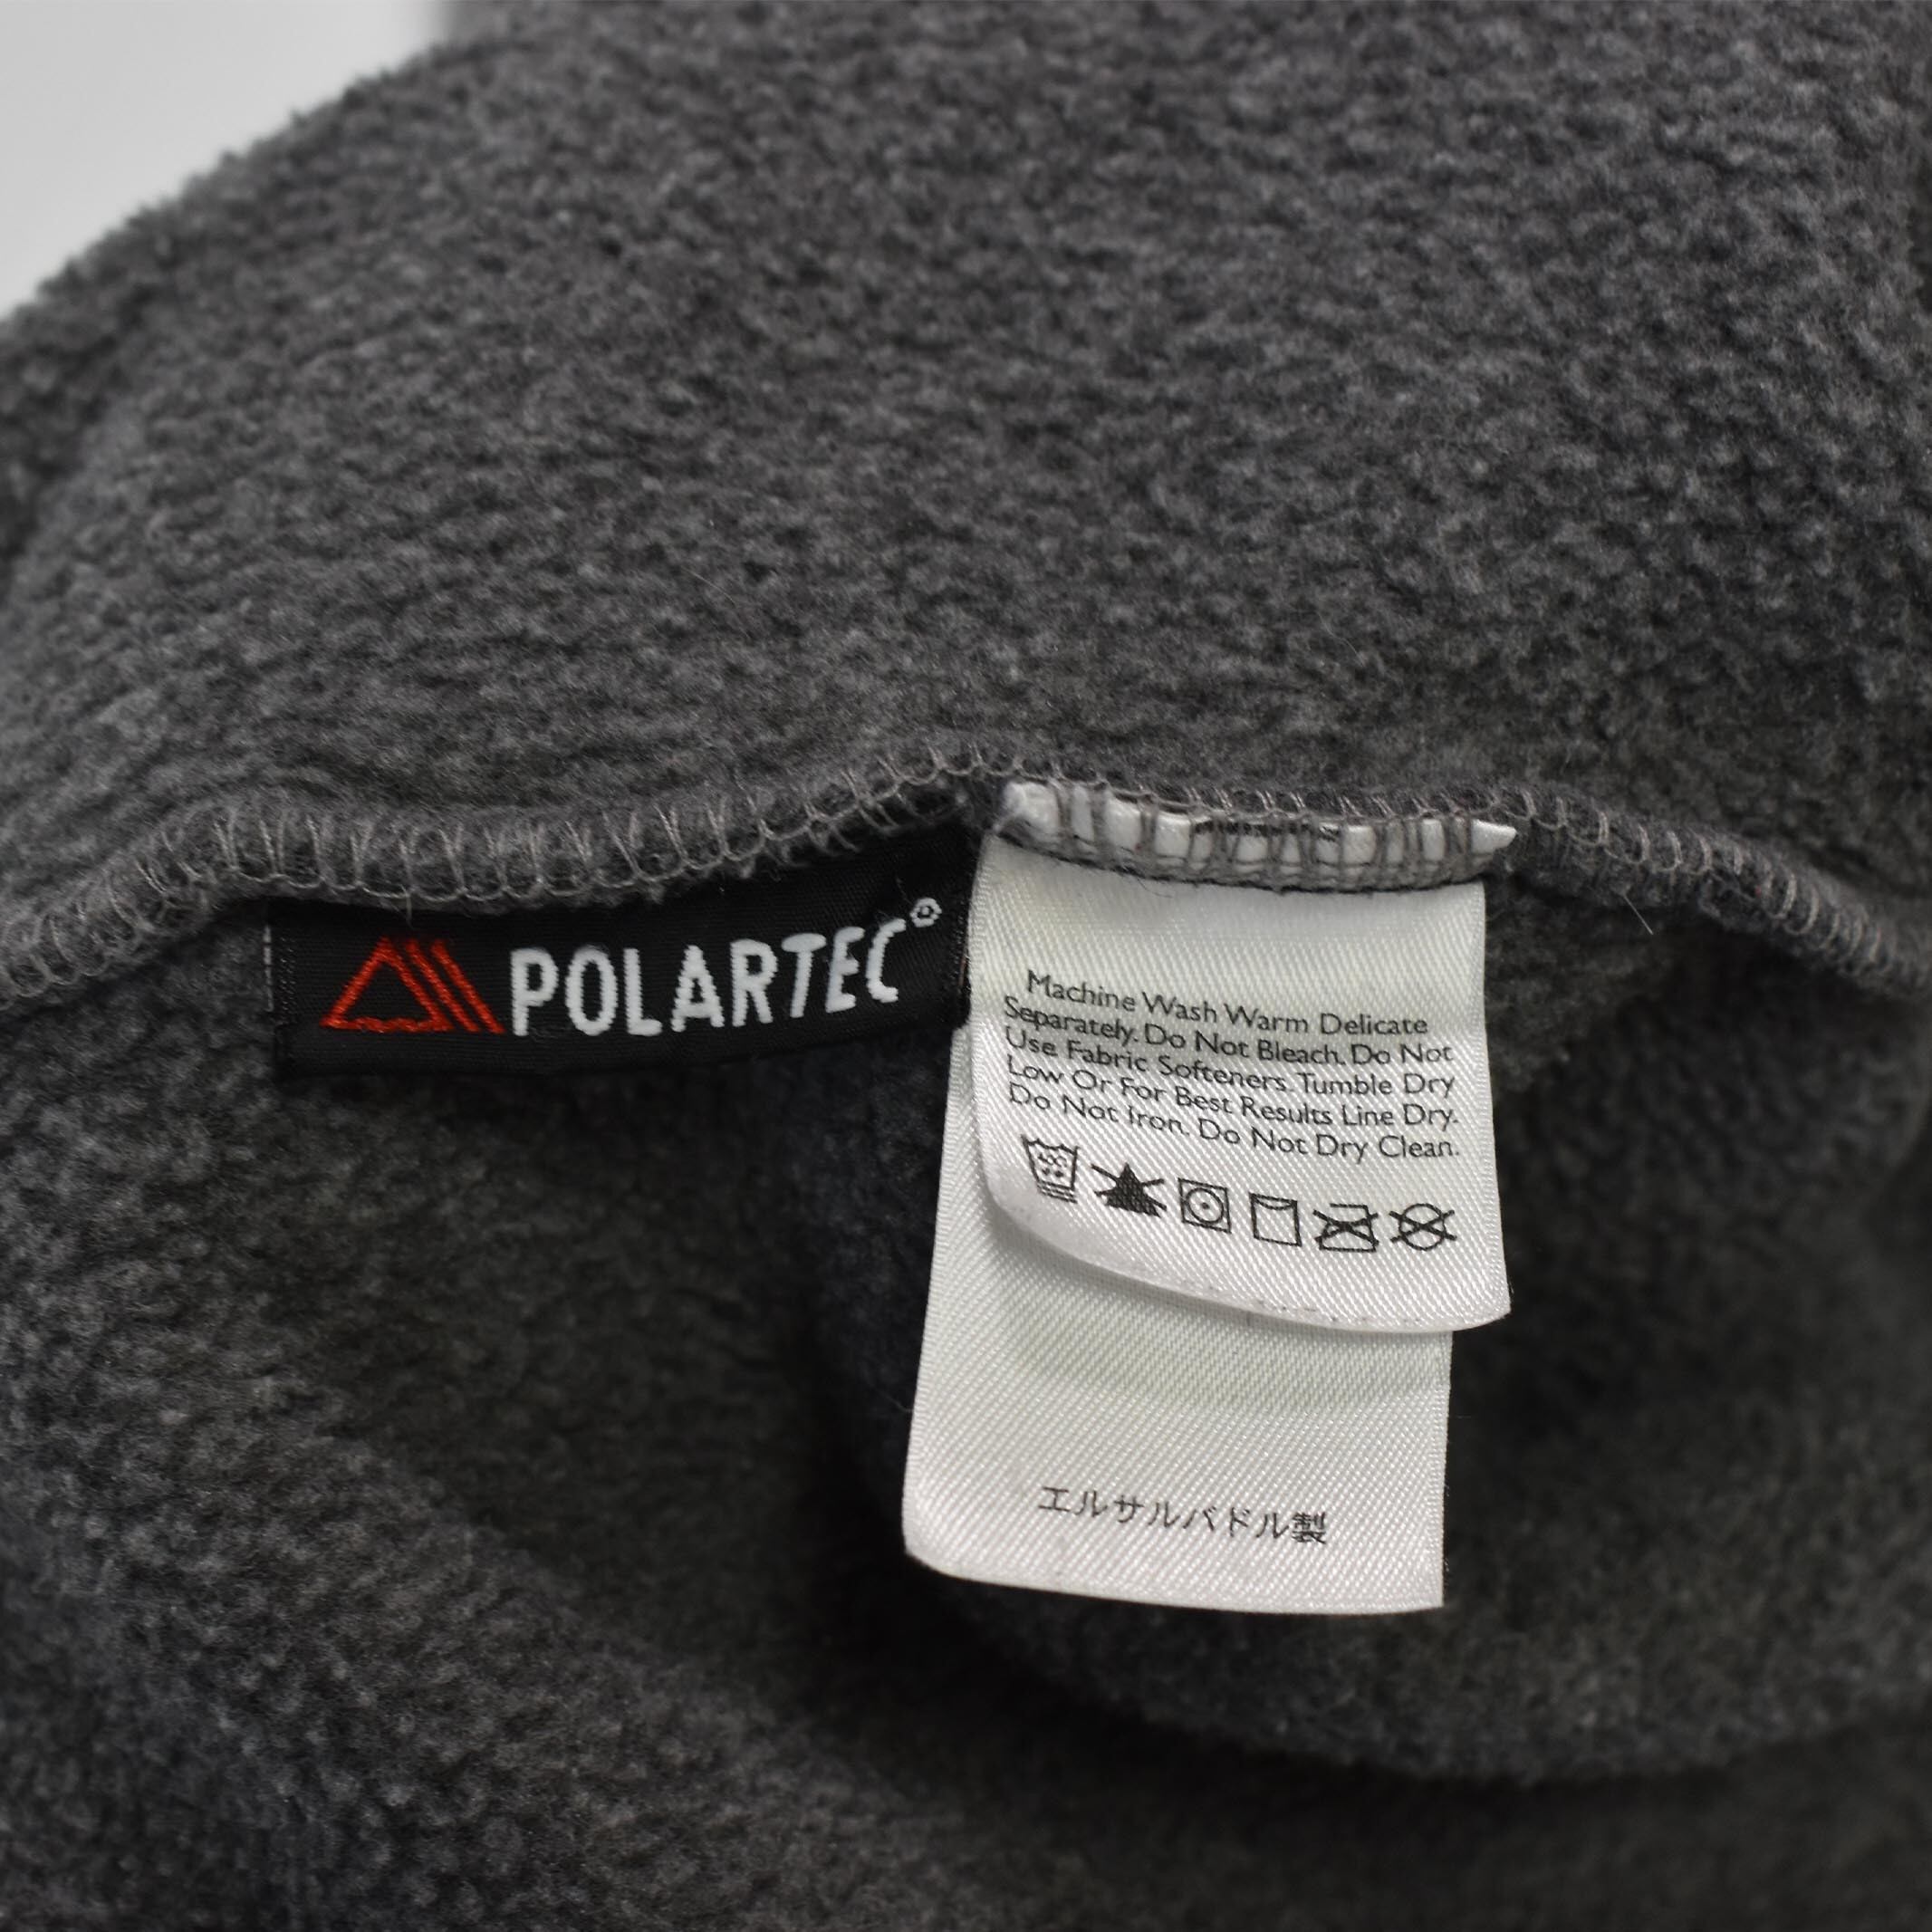 POLARTEC®
Machine Wash Warm Delicate
Separately. Do Not Bleach. Do Not
Use Fabric Softeners. Tumble Dry
Low Or For Best Results Line Dry.
Do Not Iron. Do Not Dry Clean.
40C
エルサルバドル製